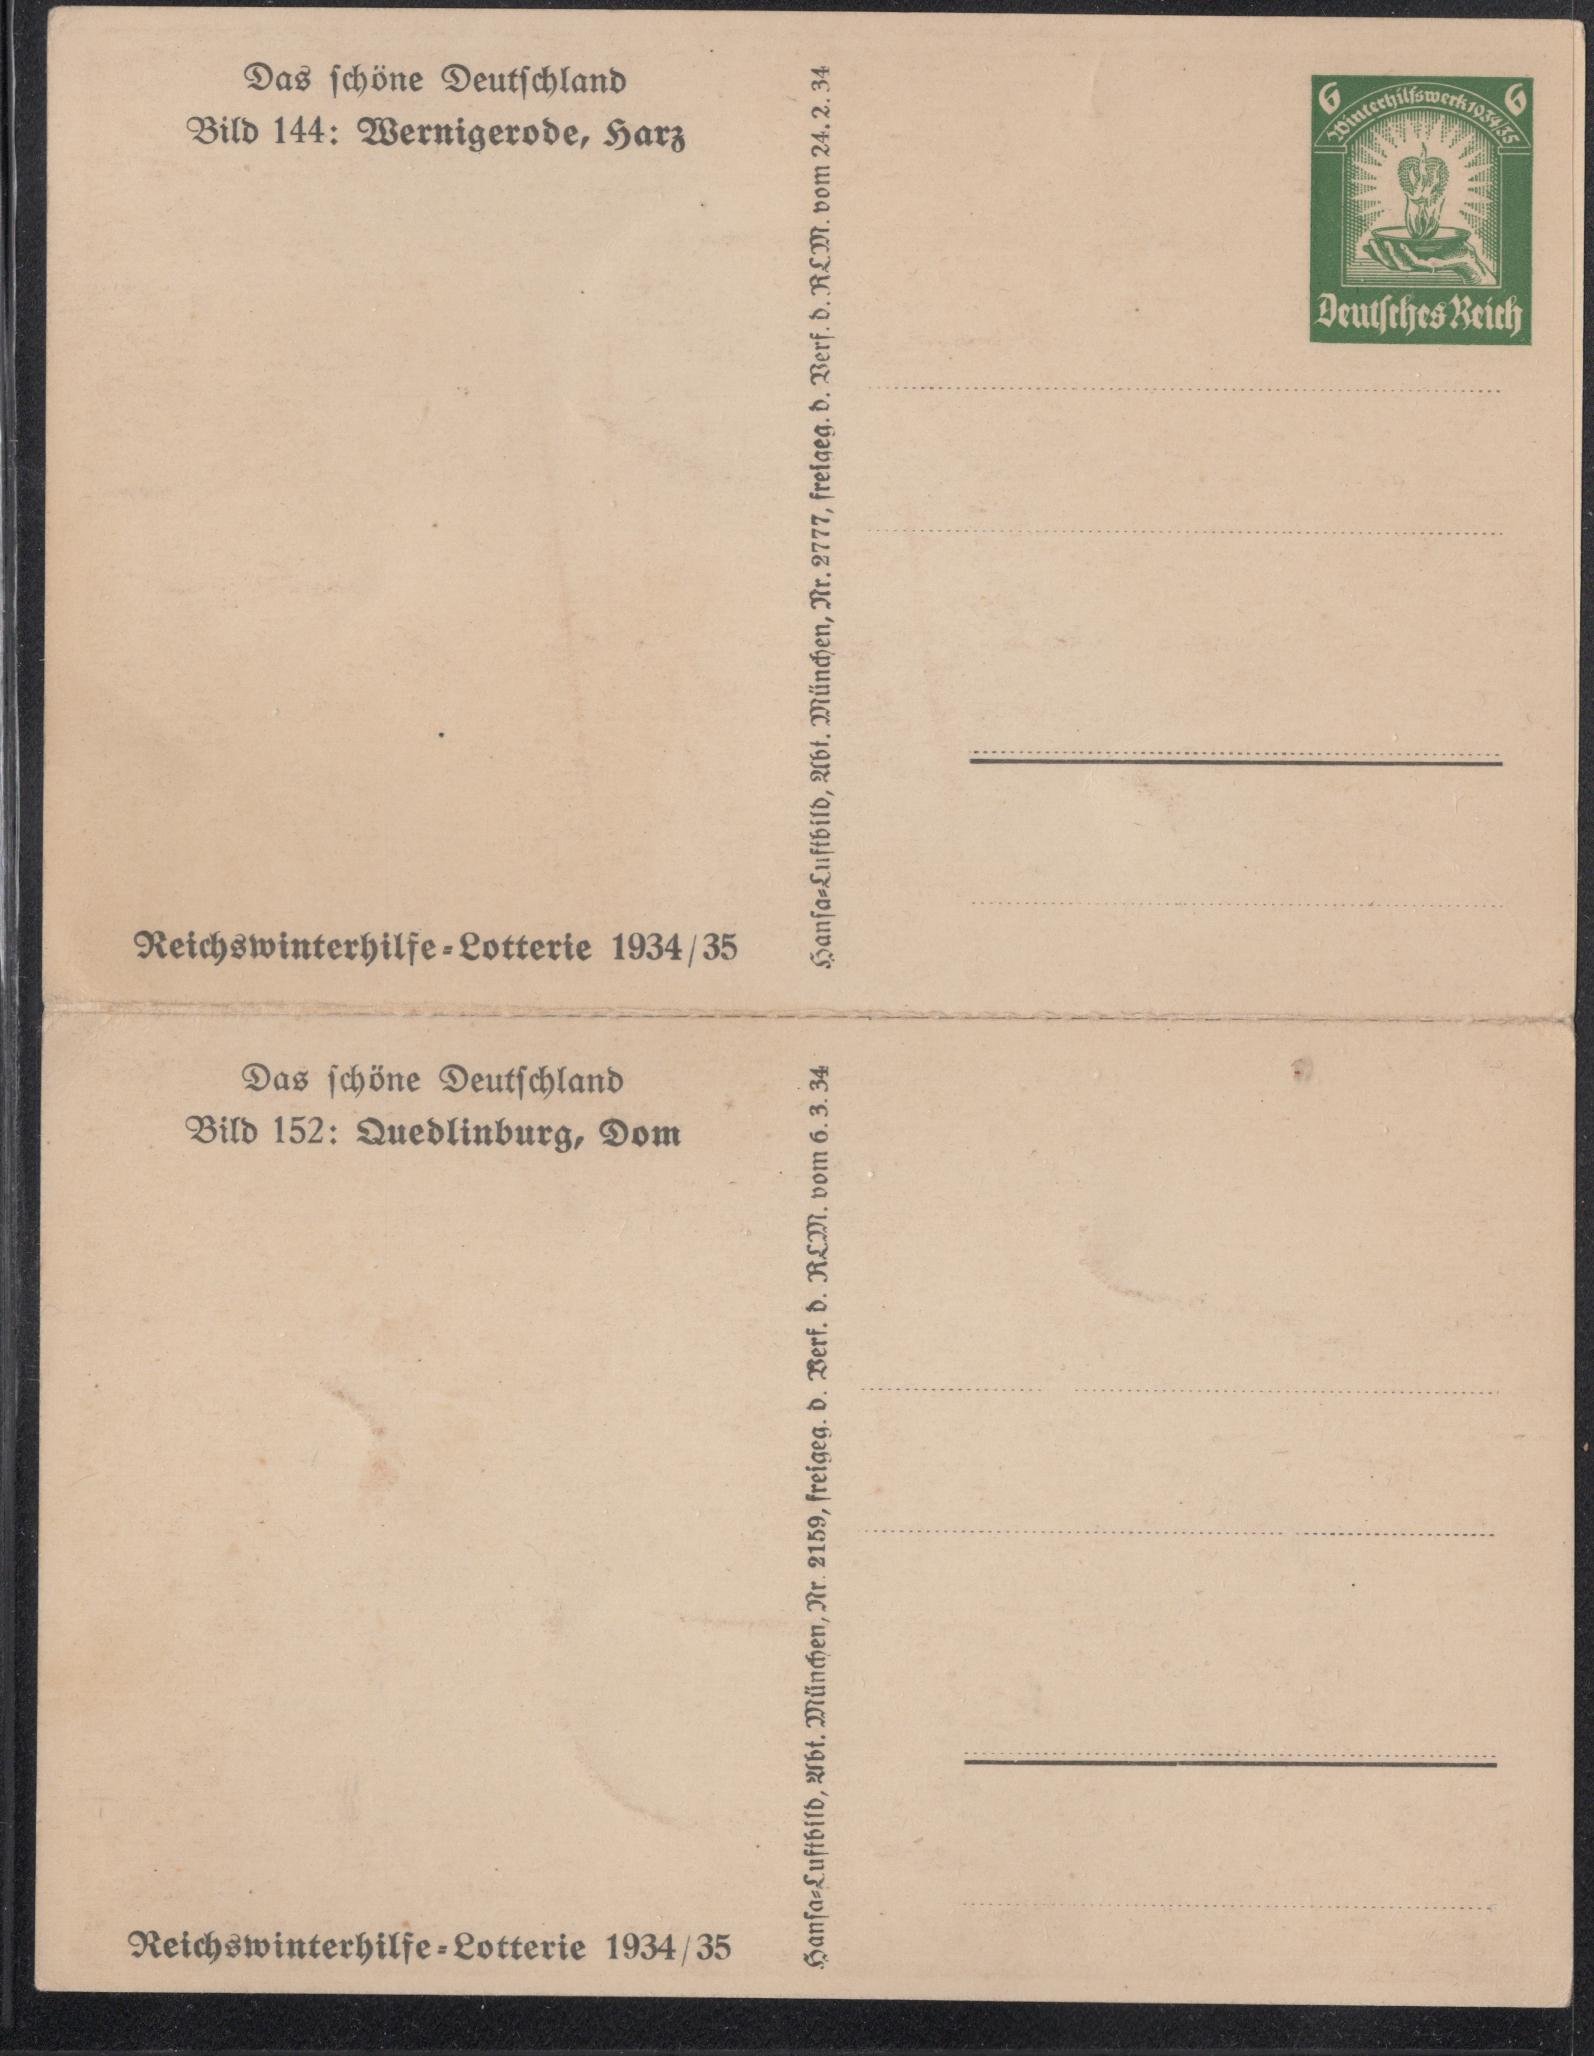 Das schöne Deutschland
Bild 144: Wernigerode, Harz
Reichswinterhilfe-Lotterie 1934/35
Hansa-Luftbild, Abt. München, Nr. 2777, freigeg. d. Verf. d. RLM. vom 24. 2. 34
6 Winterhilfswerk 1934/35 6
Deutsches Reich
Das schöne Deutschland
Bild 152: Quedlinburg, Dom
Reichswinterhilfe-Lotterie 1934/35
Hansa-Luftbild, Abt. München, Nr. 2159, freigeg. d. Verf. d. RLM. vom 6. 3. 34